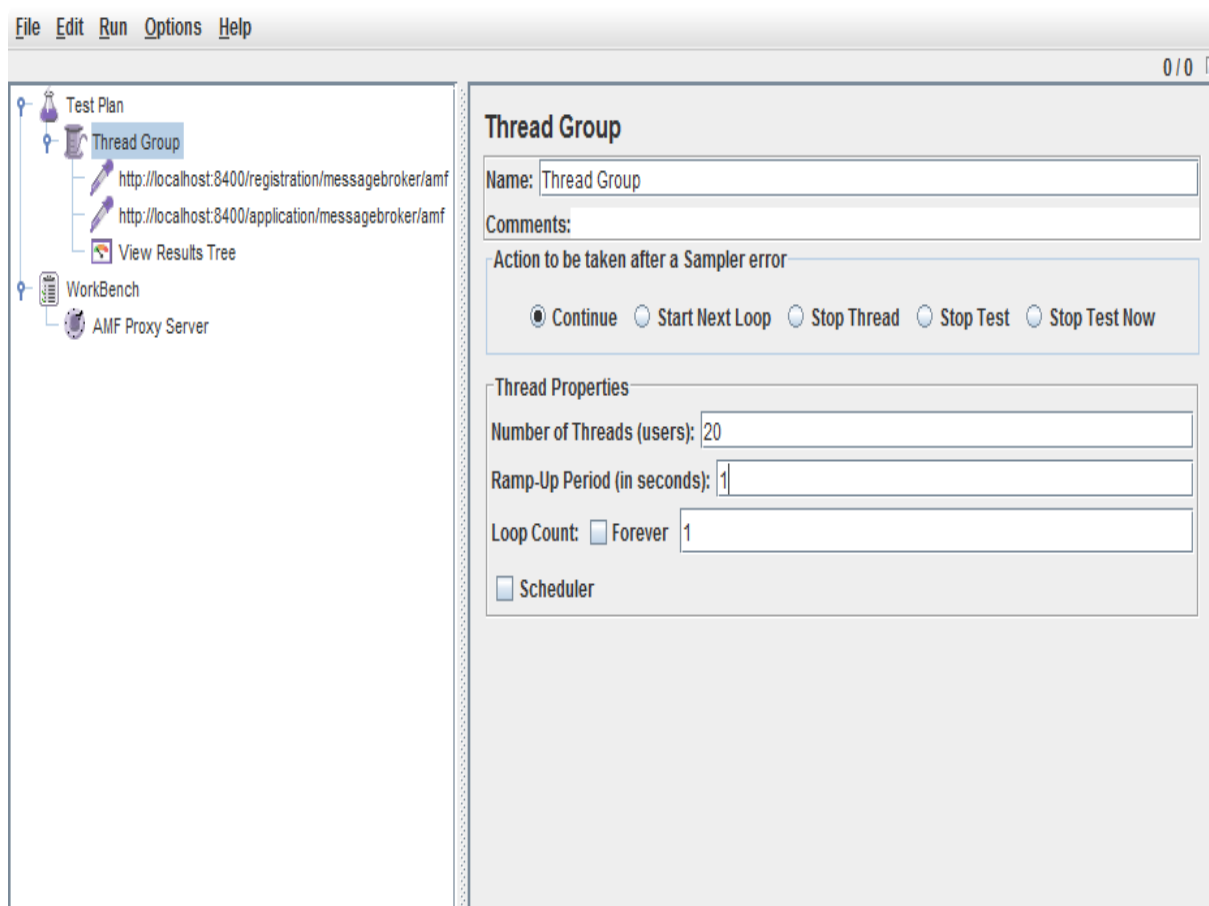 File Edit Run Options Help
0 / 0
Test Plan
Thread Group
http://localhost:8400/registration/messagebroker/amf
http://localhost:8400/application/messagebroker/amf
View Results Tree
WorkBench
AMF Proxy Server
Thread Group
Name: Thread Group
Comments:
Action to be taken after a Sampler error
Continue Start Next Loop Stop Thread Stop Test Stop Test Now
Thread Properties
Number of Threads (users): 20
Ramp-Up Period (in seconds): 1
Loop Count: Forever 1
Scheduler